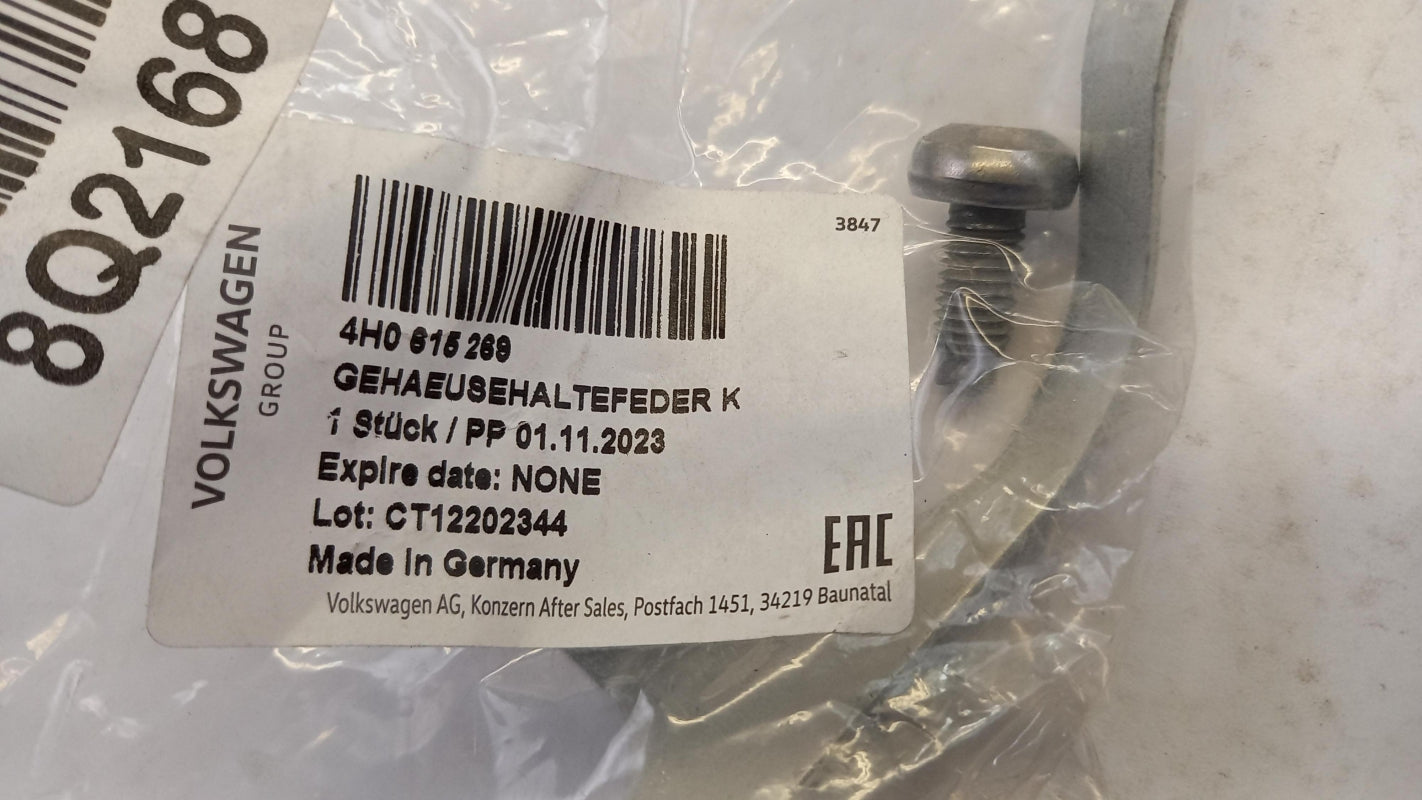 8Q2168
VOLKSWAGEN
GROUP
3847
4H0 615 269
GEHAEUSEHALTEFEDER K
1 Stück / PP 01.11.2023
Expire date: NONE
Lot: CT12202344
Made In Germany
EAC
Volkswagen AG, Konzern After Sales, Postfach 1451, 34219 Baunatal